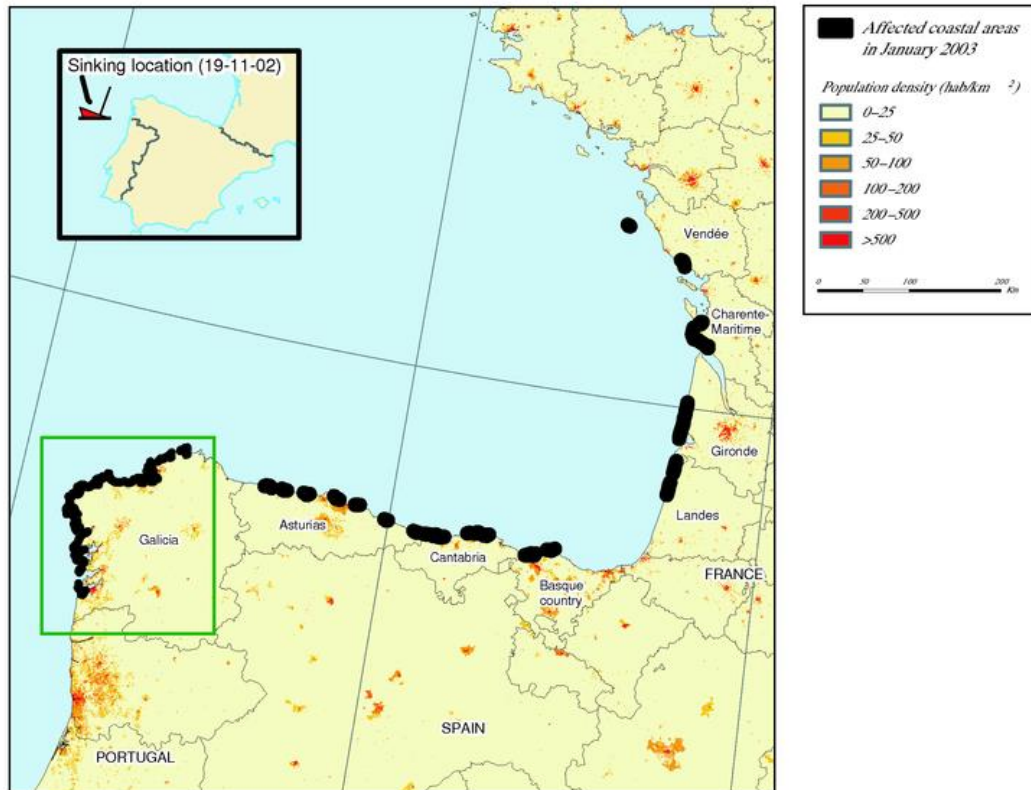 Sinking location (19-11-02)
Vendée
Charente-
Maritime
Gironde
Landes
FRANCE
Galicia
Asturias
Cantabria
Basque
country
SPAIN
PORTUGAL
Affected coastal areas
in January 2003
Population density (hab/km 2)
0–25
25–50
50–100
100–200
200–500
>500
0 50 100 200
Km